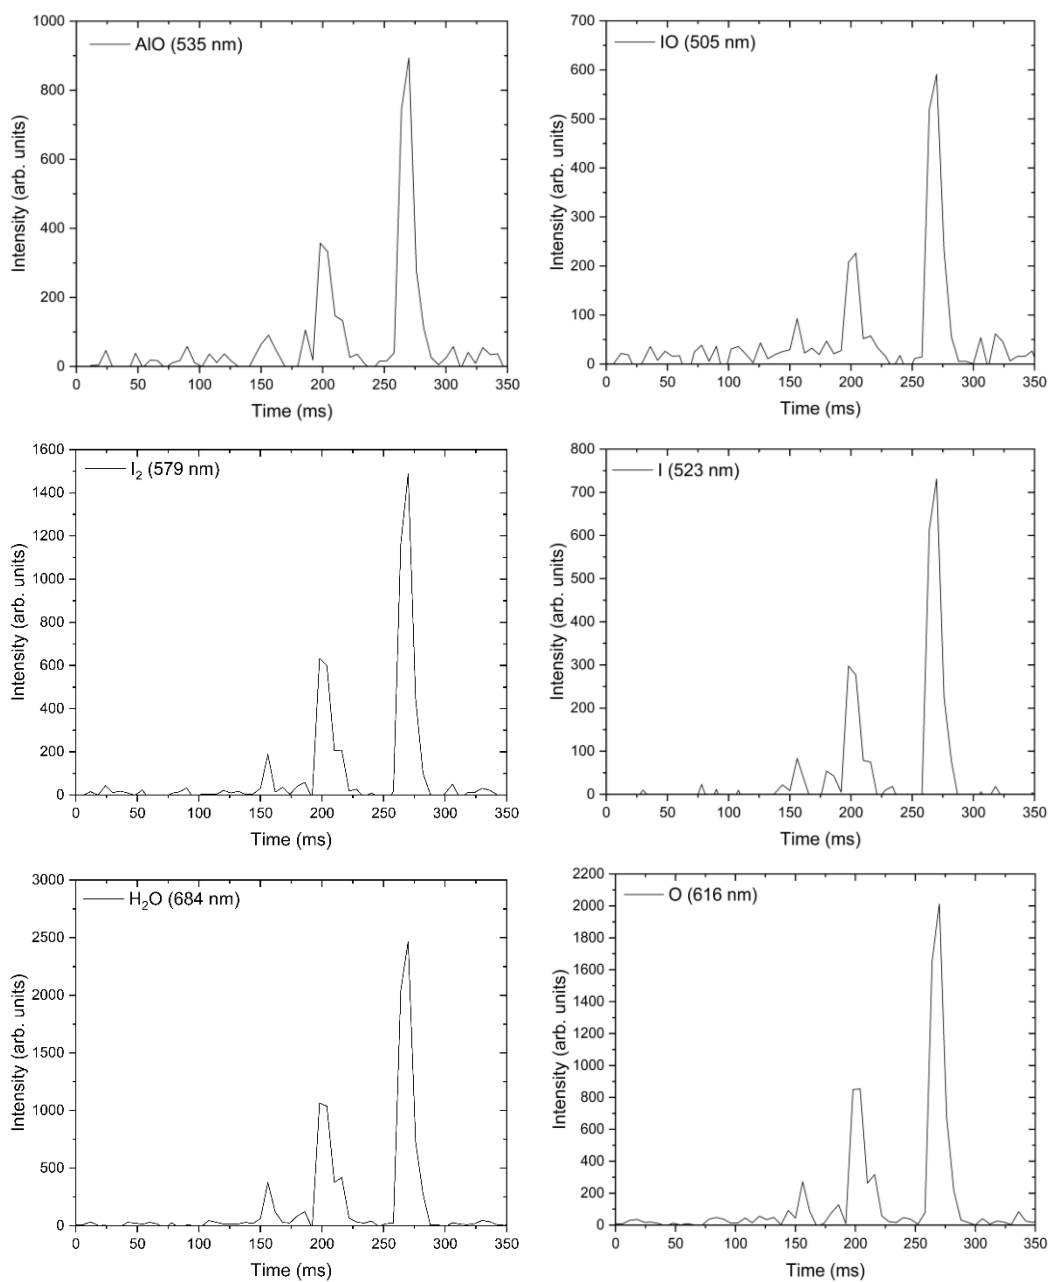 AlO (535 nm)
1000
800
600
400
200
0
Intensity (arb. units)
0 50 100 150 200 250 300 350
Time (ms)
IO (505 nm)
700
600
500
400
300
200
100
0
Intensity (arb. units)
0 50 100 150 200 250 300 350
Time (ms)
I₂ (579 nm)
1600
1400
1200
1000
800
600
400
200
0
Intensity (arb. units)
0 50 100 150 200 250 300 350
Time (ms)
I (523 nm)
800
700
600
500
400
300
200
100
0
Intensity (arb. units)
0 50 100 150 200 250 300 350
Time (ms)
H₂O (684 nm)
3000
2500
2000
1500
1000
500
0
Intensity (arb. units)
0 50 100 150 200 250 300 350
Time (ms)
O (616 nm)
2200
2000
1800
1600
1400
1200
1000
800
600
400
200
0
Intensity (arb. units)
0 50 100 150 200 250 300 350
Time (ms)